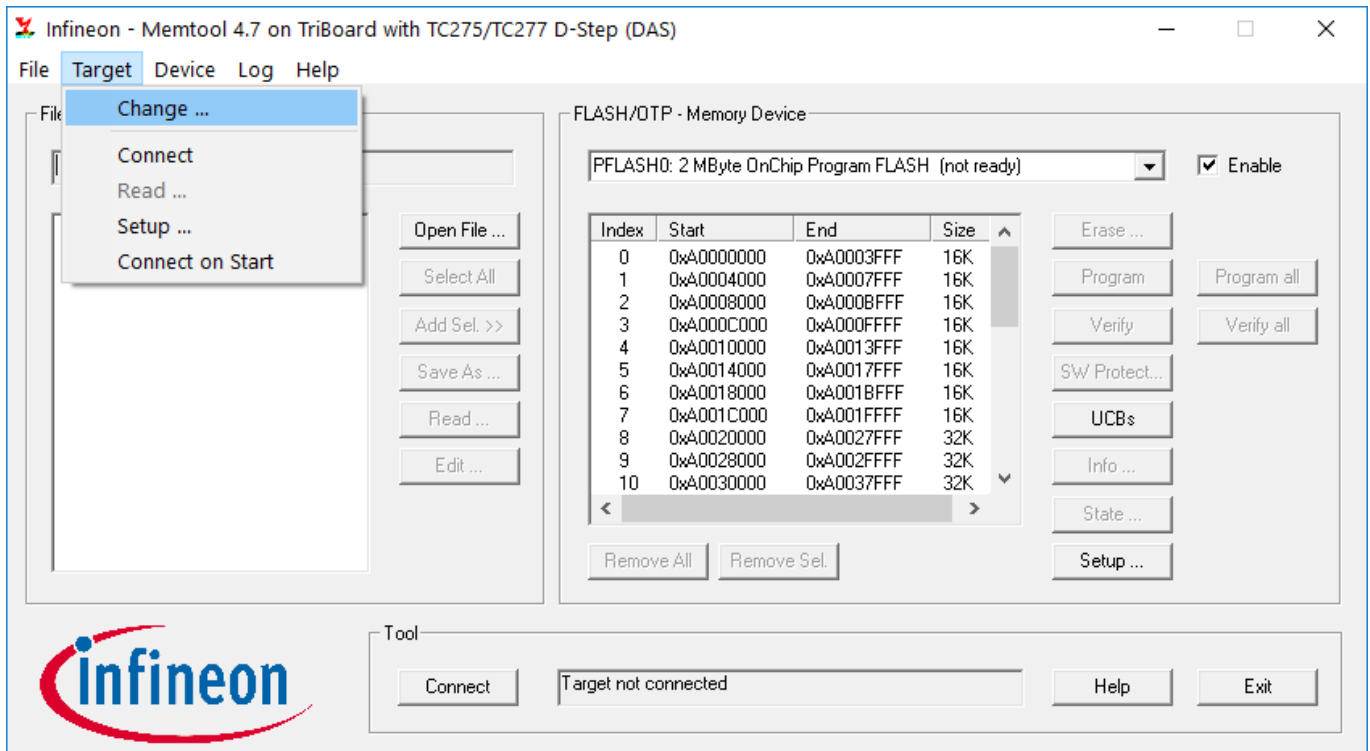 Infineon - Memtool 4.7 on TriBoard with TC275/TC277 D-Step (DAS)
File Target Device Log Help
Change ...
Connect
Read ...
Setup ...
Connect on Start
File
Open File ...
Select All
Add Sel. >>
Save As ...
Read ...
Edit ...
FLASH/OTP - Memory Device
PFLASH0: 2 MByte OnChip Program FLASH (not ready)
Enable
Index Start End Size
0 0xA0000000 0xA0003FFF 16K
1 0xA0004000 0xA0007FFF 16K
2 0xA0008000 0xA000BFFF 16K
3 0xA000C000 0xA000FFFF 16K
4 0xA0010000 0xA0013FFF 16K
5 0xA0014000 0xA0017FFF 16K
6 0xA0018000 0xA001BFFF 16K
7 0xA001C000 0xA001FFFF 16K
8 0xA0020000 0xA0027FFF 32K
9 0xA0028000 0xA002FFFF 32K
10 0xA0030000 0xA0037FFF 32K
Remove All Remove Sel.
Erase ...
Program Program all
Verify Verify all
SW Protect...
UCBs
Info ...
State ...
Setup ...
infineon
Tool
Connect Target not connected Help Exit